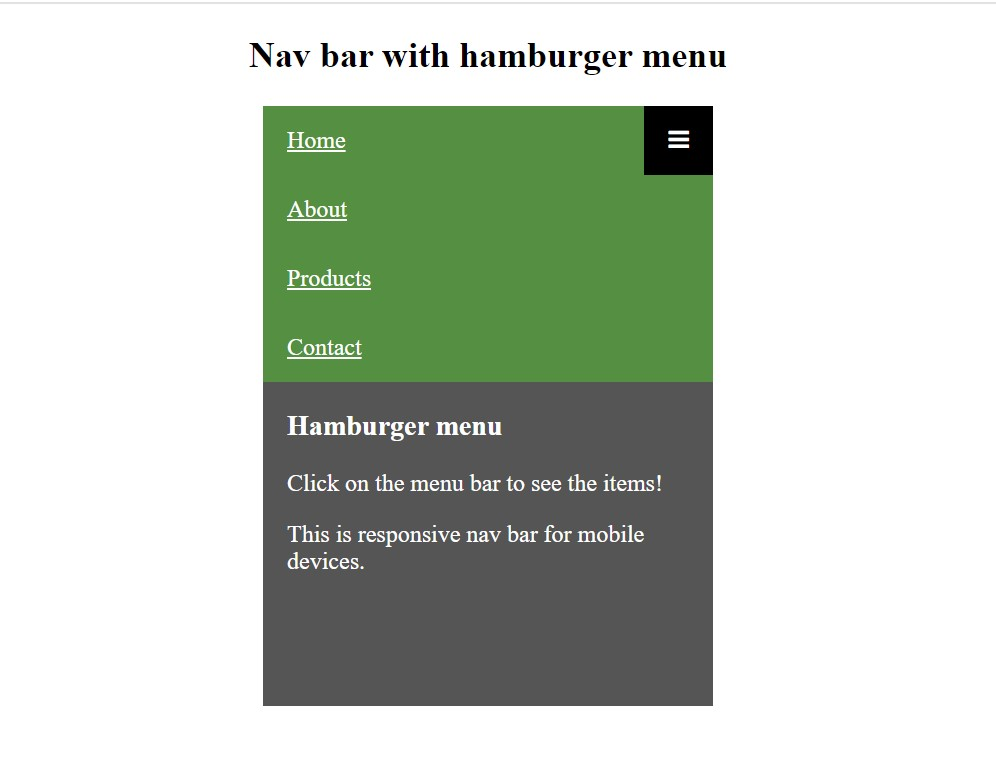 Nav bar with hamburger menu
Home
About
Products
Contact
Hamburger menu
Click on the menu bar to see the items!
This is responsive nav bar for mobile
devices.